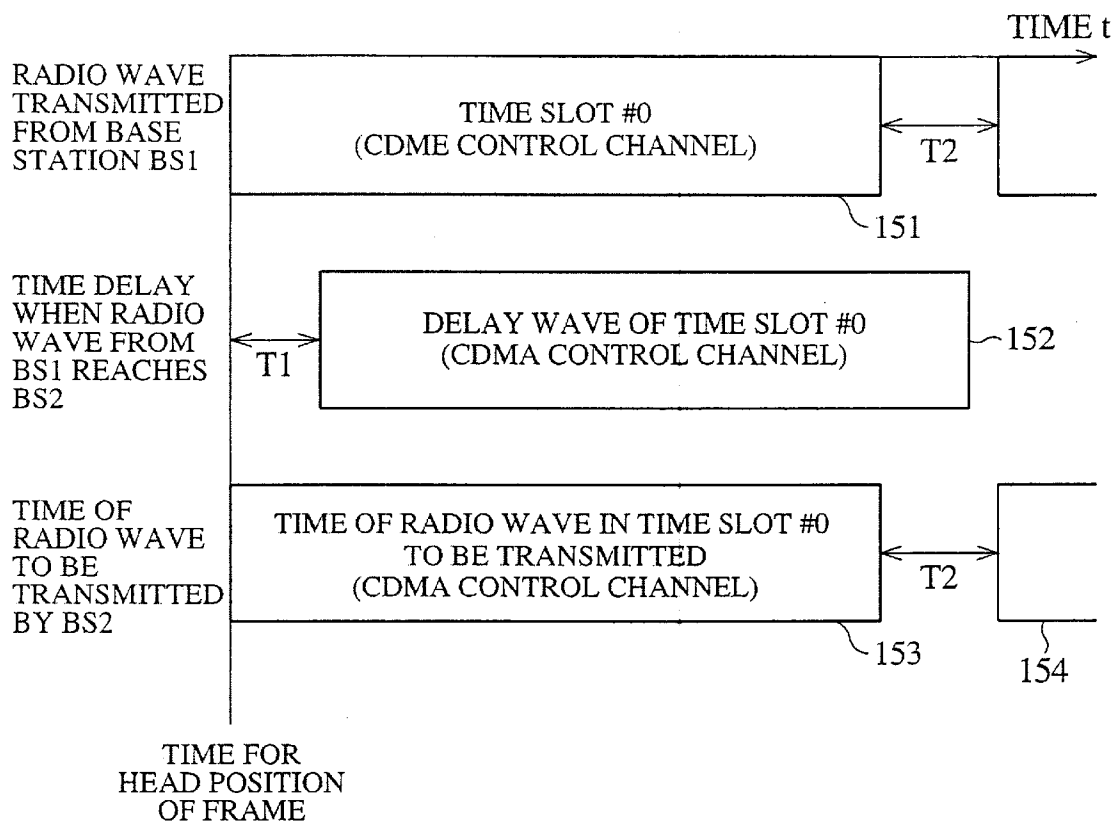 TIME t
RADIO WAVE
TRANSMITTED
FROM BASE
STATION BS1
TIME SLOT #0
(CDME CONTROL CHANNEL)
T2
151
TIME DELAY
WHEN RADIO
WAVE FROM
BS1 REACHES
BS2
T1
DELAY WAVE OF TIME SLOT #0
(CDMA CONTROL CHANNEL)
152
TIME OF
RADIO WAVE
TO BE
TRANSMITTED
BY BS2
TIME OF RADIO WAVE IN TIME SLOT #0
TO BE TRANSMITTED
(CDMA CONTROL CHANNEL)
T2
153
154
TIME FOR
HEAD POSITION
OF FRAME